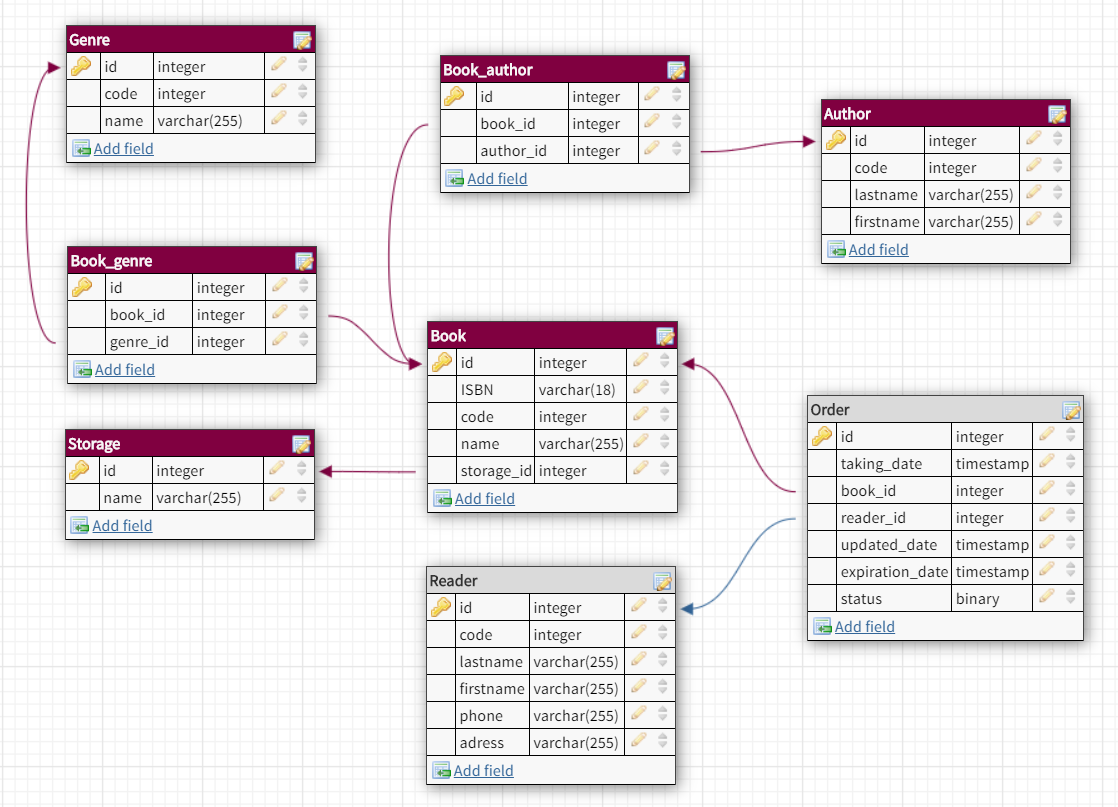 Genre
id integer
code integer
name varchar(255)
Add field
Book_author
id integer
book_id integer
author_id integer
Add field
Author
id integer
code integer
lastname varchar(255)
firstname varchar(255)
Add field
Book_genre
id integer
book_id integer
genre_id integer
Add field
Book
id integer
ISBN varchar(18)
code integer
name varchar(255)
storage_id integer
Add field
Storage
id integer
name varchar(255)
Add field
Order
id integer
taking_date timestamp
book_id integer
reader_id integer
updated_date timestamp
expiration_date timestamp
status binary
Add field
Reader
id integer
code integer
lastname varchar(255)
firstname varchar(255)
phone varchar(255)
adress varchar(255)
Add field